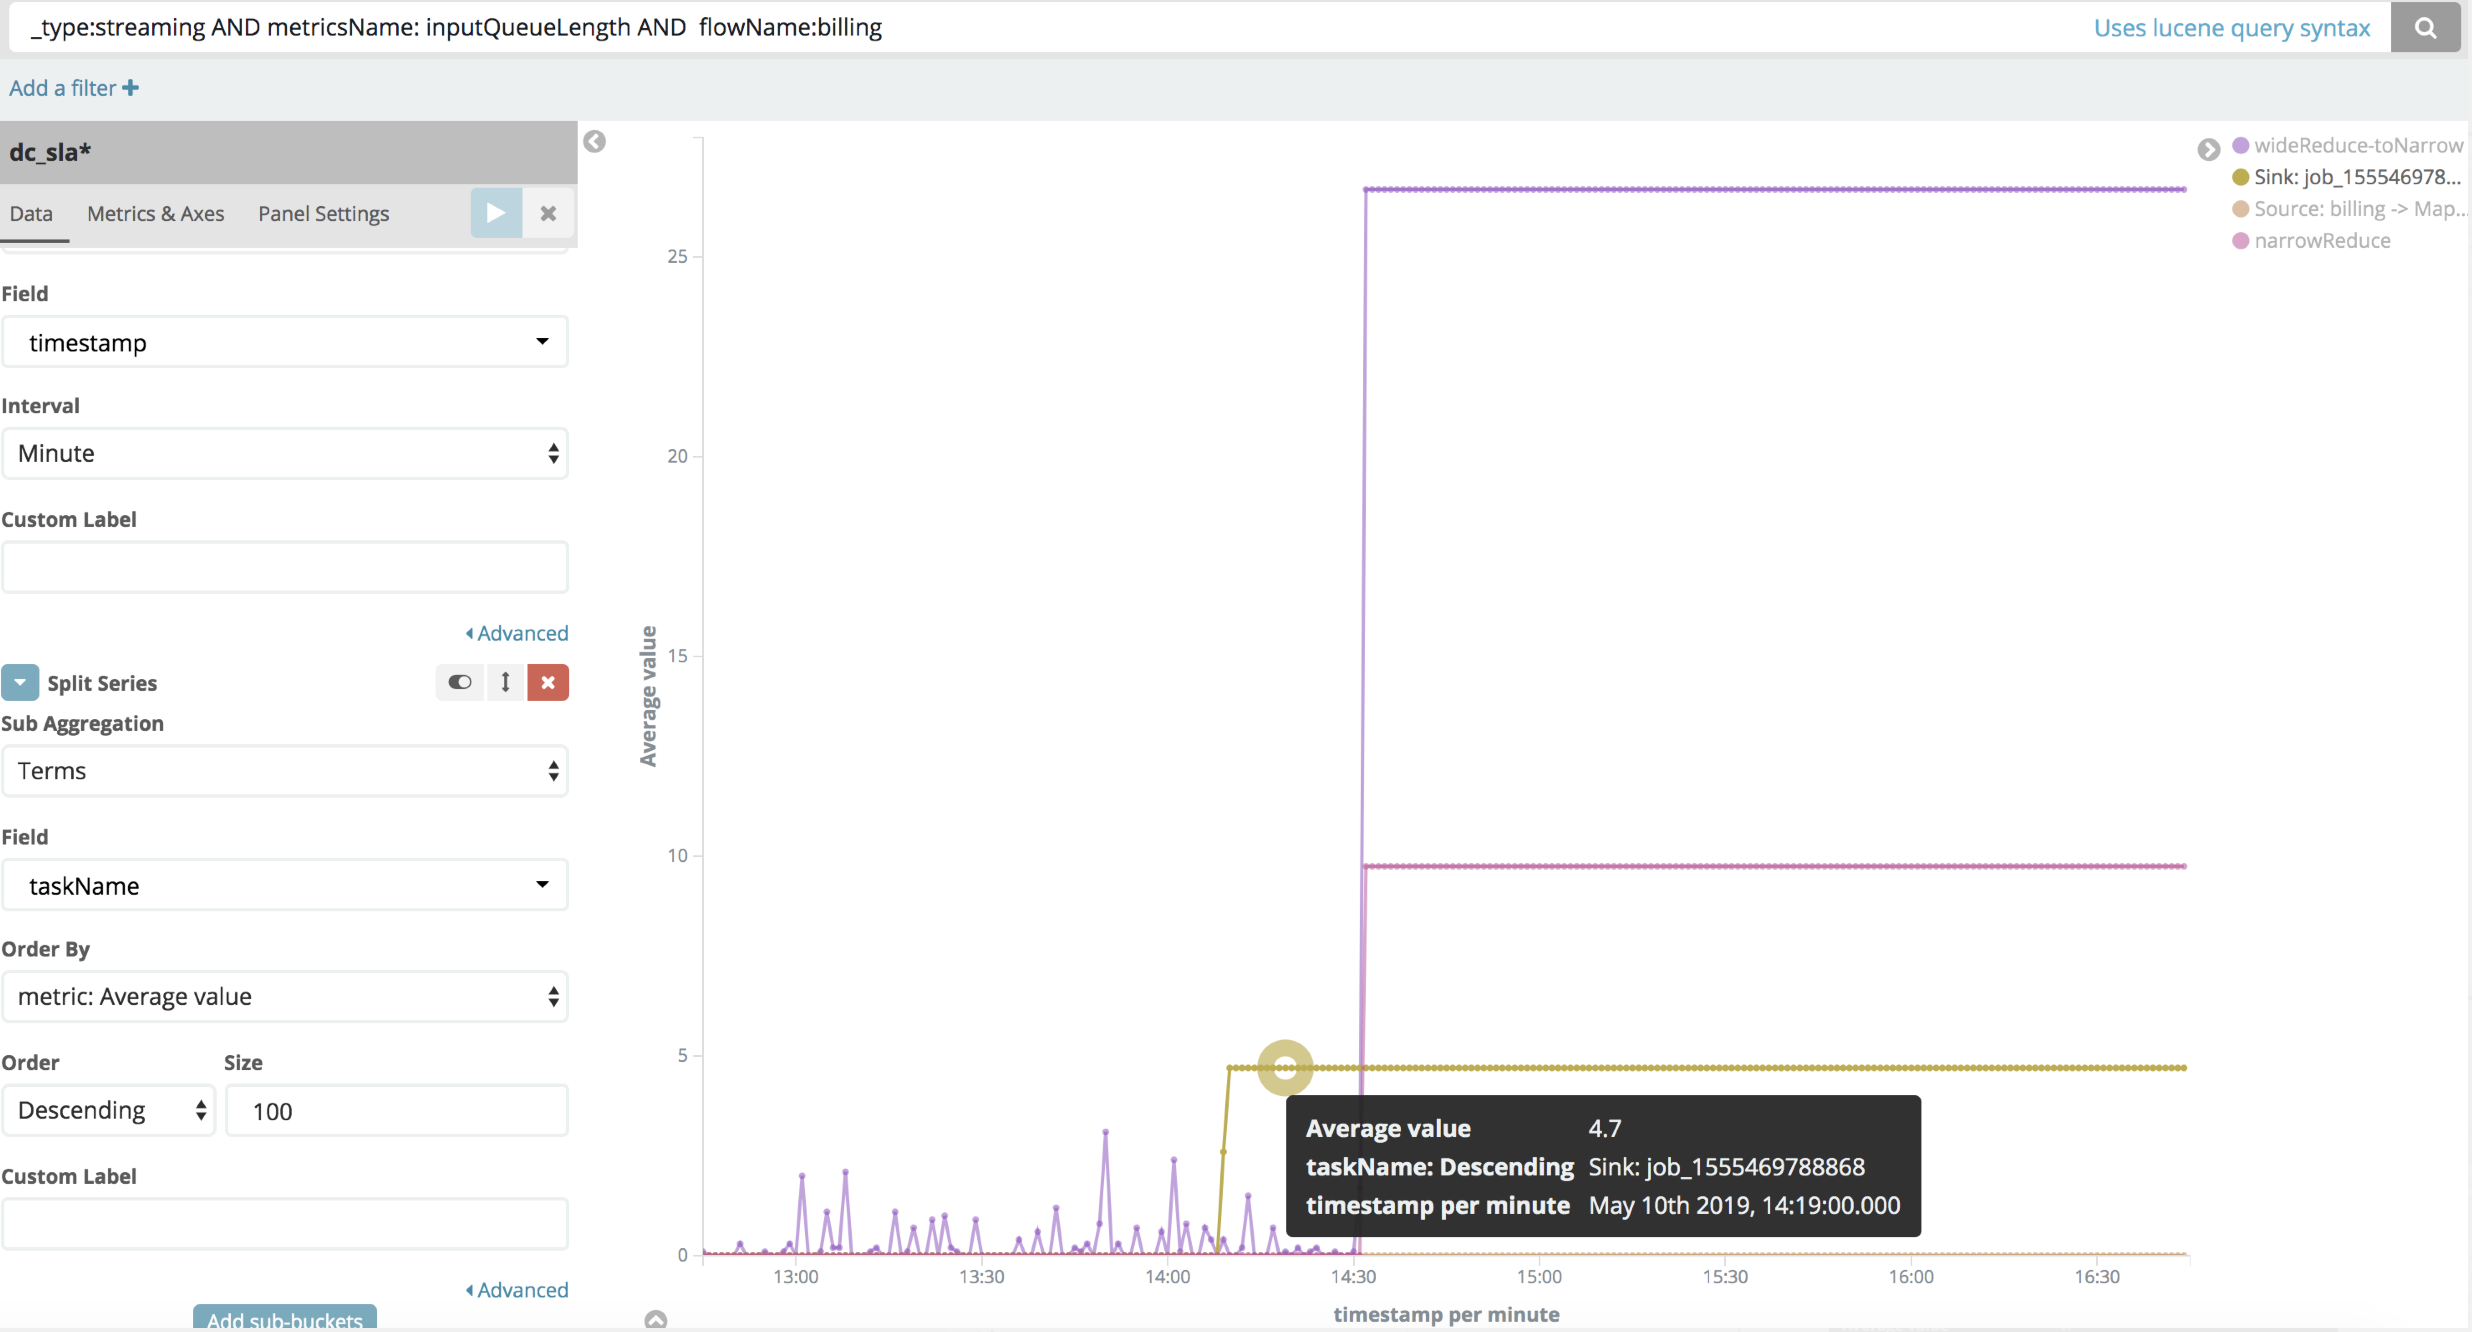 _type:streaming AND metricsName: inputQueueLength AND  flowName:billing
Uses lucene query syntax
Add a filter
dc_sla*
Data
Metrics & Axes
Panel Settings
Field
timestamp
Interval
Minute
Custom Label
Advanced
Split Series
Sub Aggregation
Terms
Field
taskName
Order By
metric: Average value
Order
Size
Descending
100
Custom Label
Advanced
Add sub-buckets
Average value
25
20
15
10
5
0
13:00
13:30
14:00
14:30
15:00
15:30
16:00
16:30
timestamp per minute
Average value 4.7
taskName: Descending Sink: job_1555469788868
timestamp per minute May 10th 2019, 14:19:00.000
wideReduce-toNarrow
Sink: job_155546978...
Source: billing -> Map...
narrowReduce